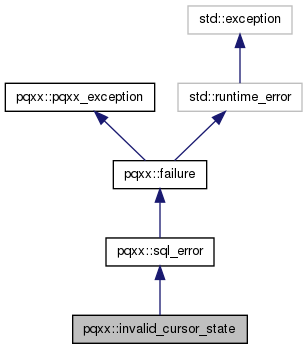 std::exception
pqxx::pqxx_exception
std::runtime_error
pqxx::failure
pqxx::sql_error
pqxx::invalid_cursor_state